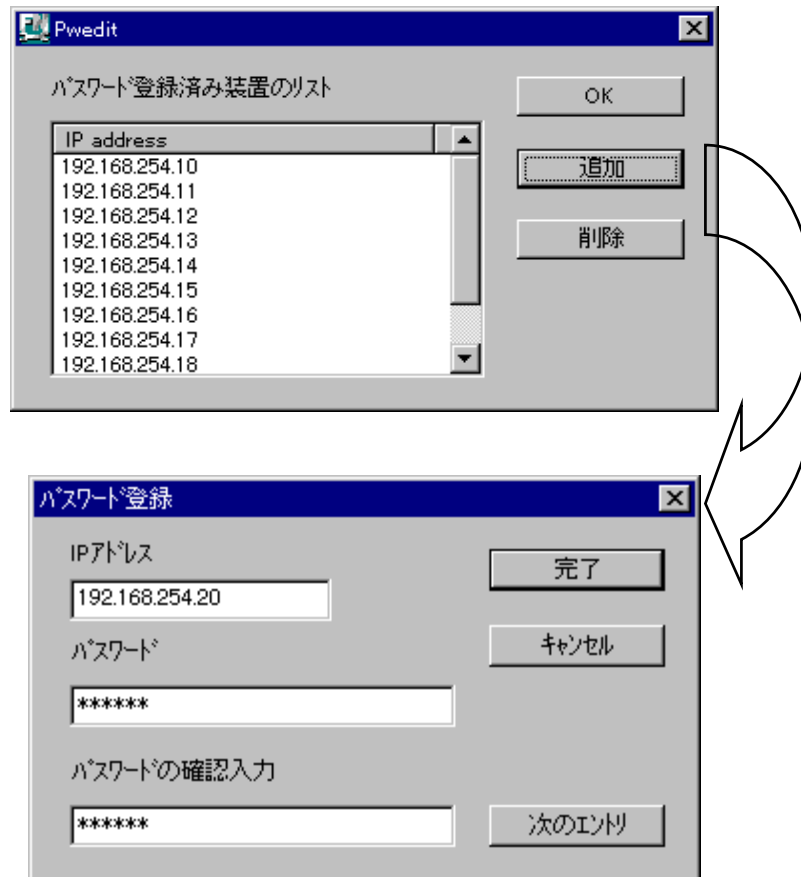 Pwedit
ﾊﾟｽﾜｰﾄﾞ登録済み装置のﾘｽﾄ
OK
IP address
192.168.254.10
追加
192.168.254.11
192.168.254.12
192.168.254.13
削除
192.168.254.14
192.168.254.15
192.168.254.16
192.168.254.17
192.168.254.18
ﾊﾟｽﾜｰﾄﾞ登録
IPｱﾄﾞﾚｽ
完了
192.168.254.20
ﾊﾟｽﾜｰﾄﾞ
ｷｬﾝｾﾙ
******
ﾊﾟｽﾜｰﾄﾞの確認入力
******
次のｴﾝﾄﾘ